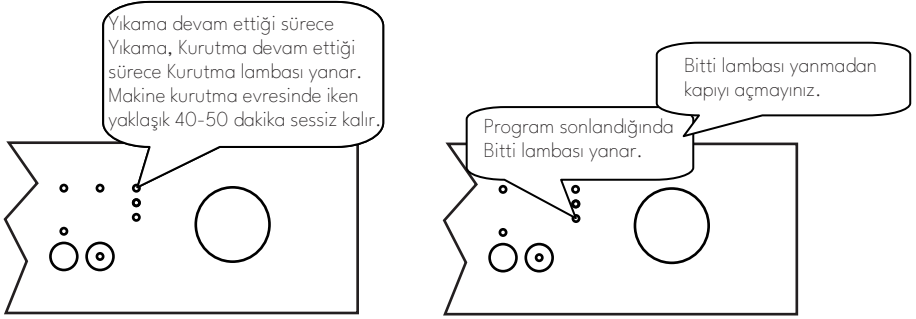 Yıkama devam ettiği sürece
Yıkama, Kurutma devam ettiği
sürece Kurutma lambası yanar.
Makine kurutma evresinde iken
yaklaşık 40-50 dakika sessiz kalır.
Bitti lambası yanmadan
kapıyı açmayınız.
Program sonlandığında
Bitti lambası yanar.